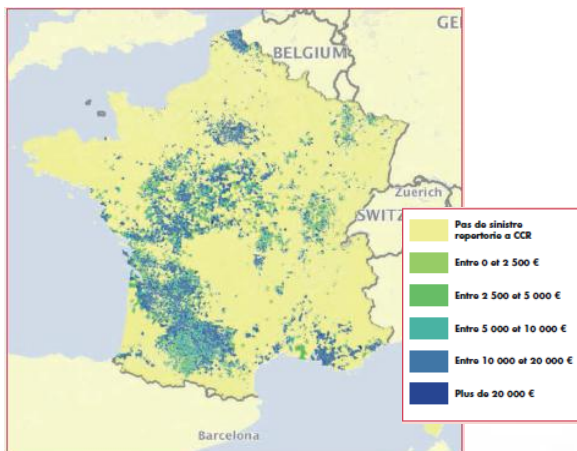 GE
BELGIUM
Zuerich
SWITZ
Pas de sinistre
repertorie a CCR
Entre 0 et 2 500 €
Entre 2 500 et 5 000 €
Entre 5 000 et 10 000 €
Entre 10 000 et 20 000 €
Plus de 20 000 €
Barcelona